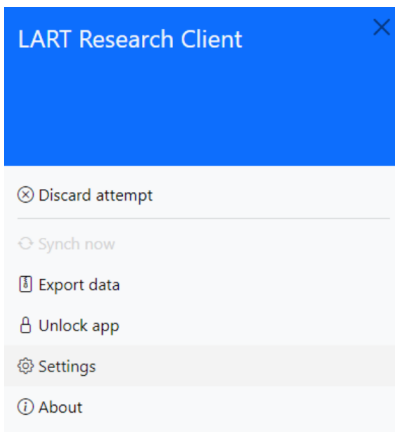 LART Research Client
Discard attempt
Synch now
Export data
Unlock app
Settings
About